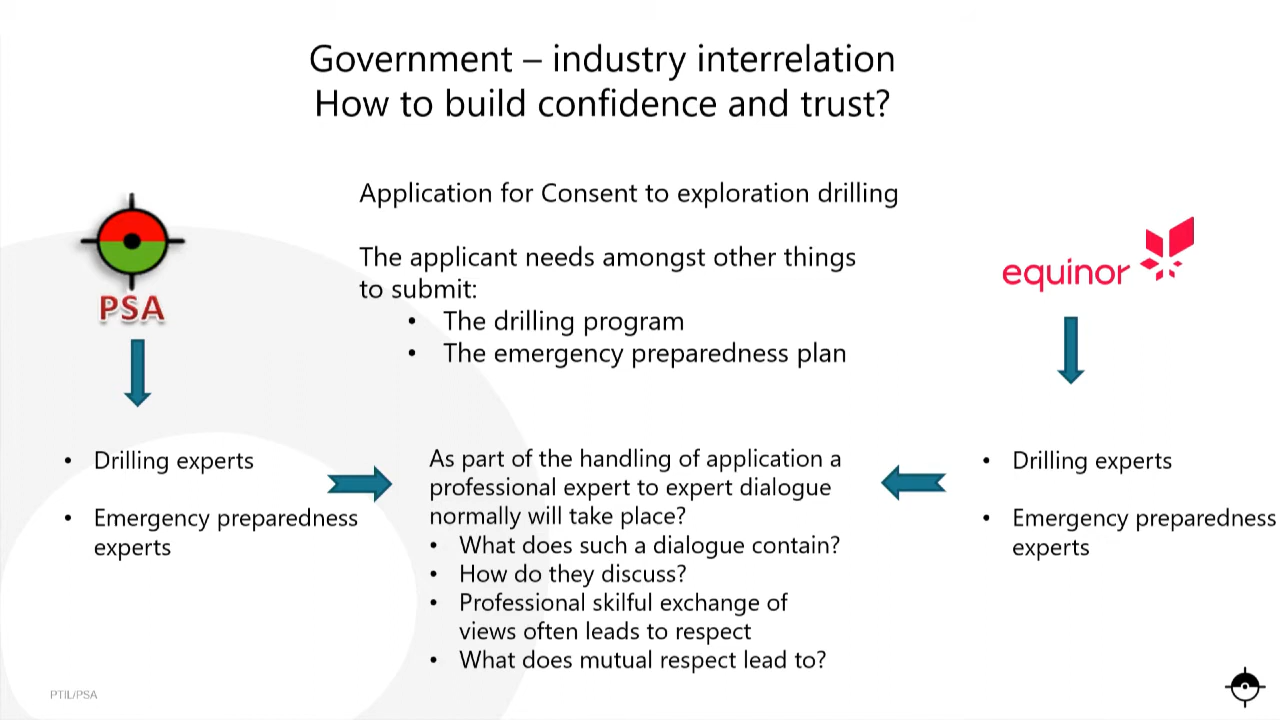 Government – industry interrelation
How to build confidence and trust?
Application for Consent to exploration drilling
The applicant needs amongst other things
to submit:
• The drilling program
• The emergency preparedness plan
PSA
equinor
• Drilling experts
• Emergency preparedness
experts
As part of the handling of application a
professional expert to expert dialogue
normally will take place?
• What does such a dialogue contain?
• How do they discuss?
• Professional skilful exchange of
views often leads to respect
• What does mutual respect lead to?
• Drilling experts
• Emergency preparedness
experts
PTIL/PSA